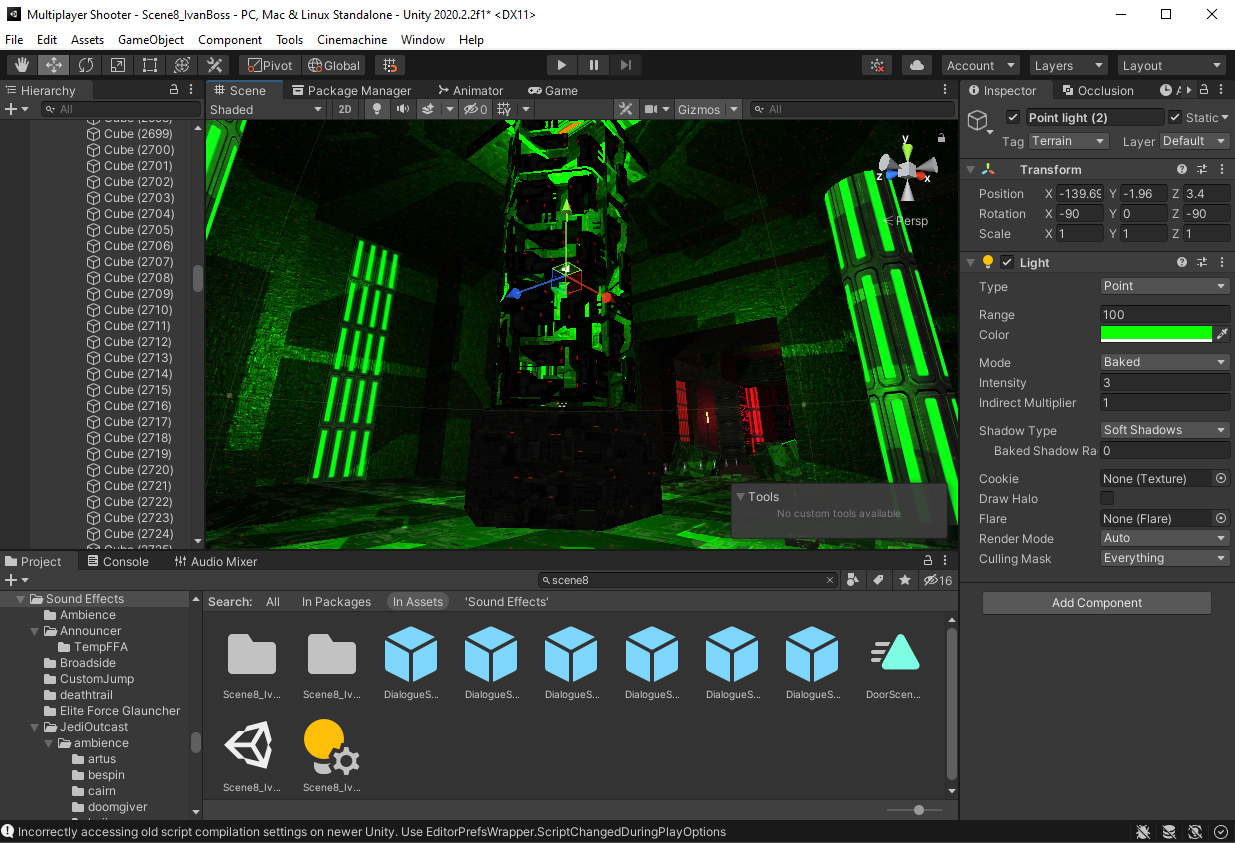 Multiplayer Shooter - Scene8_IvanBoss - PC, Mac & Linux Standalone - Unity 2020.2.2f1* <DX11>
File Edit Assets GameObject Component Tools Cinemachine Window Help
Pivot Global Account Layers Layout
Hierarchy
All
Cube (2699)
Cube (2700)
Cube (2701)
Cube (2702)
Cube (2703)
Cube (2704)
Cube (2705)
Cube (2706)
Cube (2707)
Cube (2708)
Cube (2709)
Cube (2710)
Cube (2711)
Cube (2712)
Cube (2713)
Cube (2714)
Cube (2715)
Cube (2716)
Cube (2717)
Cube (2718)
Cube (2719)
Cube (2720)
Cube (2721)
Cube (2722)
Cube (2723)
Cube (2724)
Scene Package Manager Animator Game
Shaded 2D 0 Gizmos All
y
z x
Persp
Tools
No custom tools available
Inspector Occlusion A
Point light (2) Static
Tag Terrain Layer Default
Transform
Position X -139.69 Y -1.96 Z 3.4
Rotation X -90 Y 0 Z -90
Scale X 1 Y 1 Z 1
Light
Type Point
Range 100
Color
Mode Baked
Intensity 3
Indirect Multiplier 1
Shadow Type Soft Shadows
Baked Shadow Ra 0
Cookie None (Texture)
Draw Halo
Flare None (Flare)
Render Mode Auto
Culling Mask Everything
Add Component
Project Console Audio Mixer
scene8 16
Sound Effects
Ambience
Announcer
TempFFA
Broadside
CustomJump
deathtrail
Elite Force Glauncher
JediOutcast
ambience
artus
bespin
cairn
doomgiver
Search: All In Packages In Assets 'Sound Effects'
Scene8_Iv... Scene8_Iv... DialogueS... DialogueS... DialogueS... DialogueS... DialogueS... DialogueS... DoorScen...
Scene8_Iv... Scene8_Iv...
Incorrectly accessing old script compilation settings on newer Unity. Use EditorPrefsWrapper.ScriptChangedDuringPlayOptions